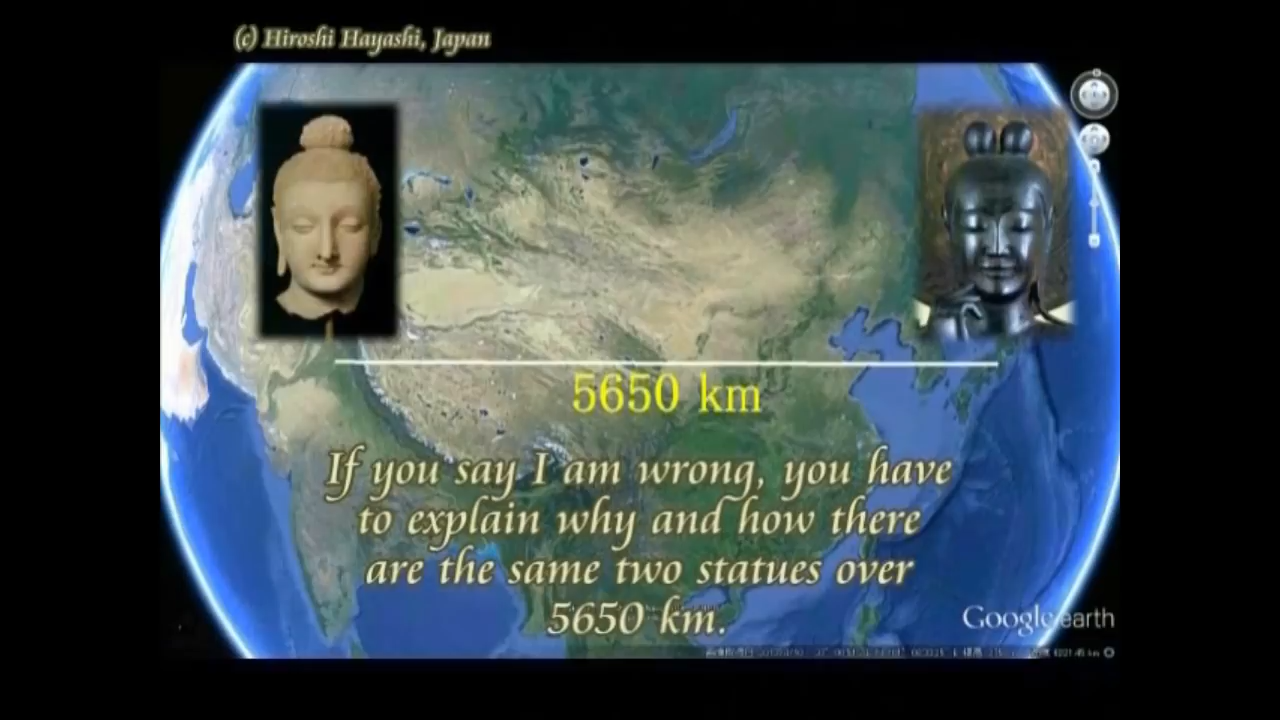 (c) Hiroshi Hayashi, Japan
5650 km
If you say I am wrong, you have
to explain why and how there
are the same two statues over
5650 km.
Google earth